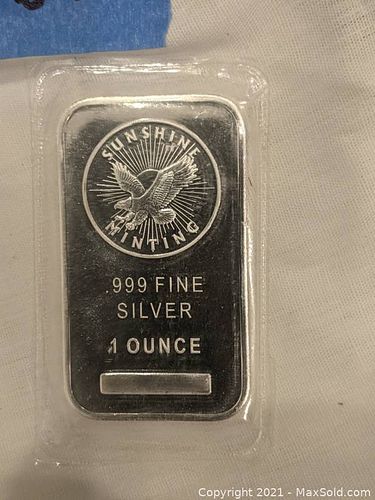 SUNSHINE
MINTING
.999 FINE
SILVER
1 OUNCE
Copyright 2021 - MaxSold.com